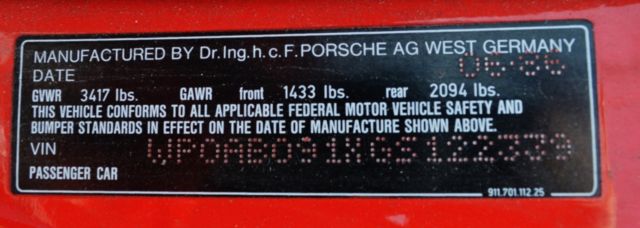 MANUFACTURED BY Dr.Ing.h.c.F.PORSCHE AG WEST GERMANY
DATE 06-86
GVWR 3417 lbs. GAWR front 1433 lbs. rear 2094 lbs.
THIS VEHICLE CONFORMS TO ALL APPLICABLE FEDERAL MOTOR VEHICLE SAFETY AND
BUMPER STANDARDS IN EFFECT ON THE DATE OF MANUFACTURE SHOWN ABOVE.
VIN WP0AB091XGS122339
PASSENGER CAR
911.701.112.25